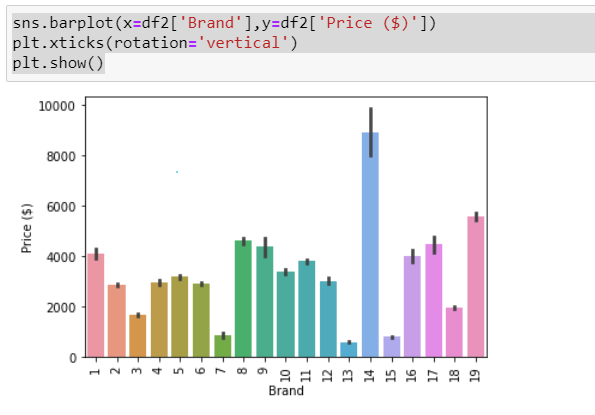 sns.barplot(x=df2['Brand'],y=df2['Price ($)'])
plt.xticks(rotation='vertical')
plt.show()
10000
8000
6000
4000
2000
0
Price ($)
1 2 3 4 5 6 7 8 9 10 11 12 13 14 15 16 17 18 19
Brand